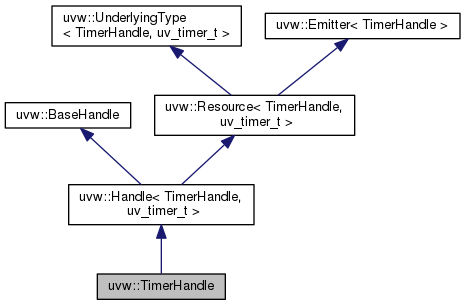 uvw::UnderlyingType
< TimerHandle, uv_timer_t >
uvw::Emitter< TimerHandle >
uvw::BaseHandle
uvw::Resource< TimerHandle,
uv_timer_t >
uvw::Handle< TimerHandle,
uv_timer_t >
uvw::TimerHandle